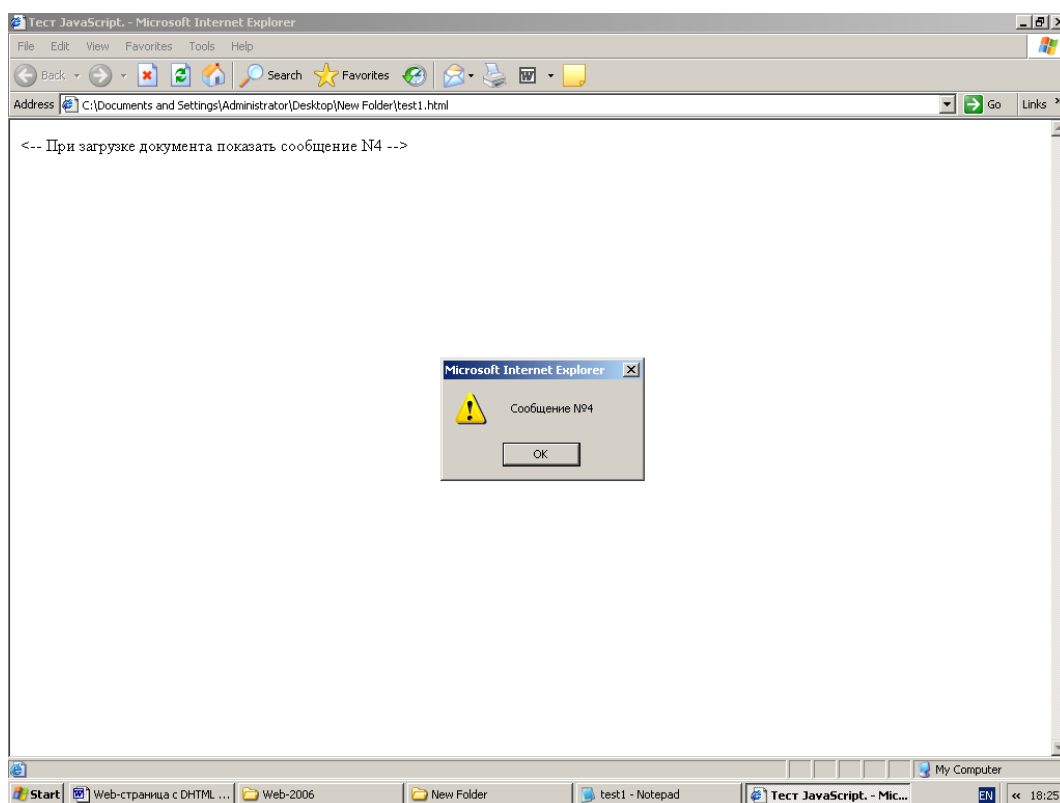 Тест JavaScript. - Microsoft Internet Explorer
File Edit View Favorites Tools Help
Back Search Favorites
Address C:\Documents and Settings\Administrator\Desktop\New Folder\test1.html Go Links »
<-- При загрузке документа показать сообщение N4 -->
Microsoft Internet Explorer
Сообщение №4
OK
My Computer
Start Web-страница с DHTML ... Web-2006 New Folder test1 - Notepad Тест JavaScript. - Mic... EN « 18:25